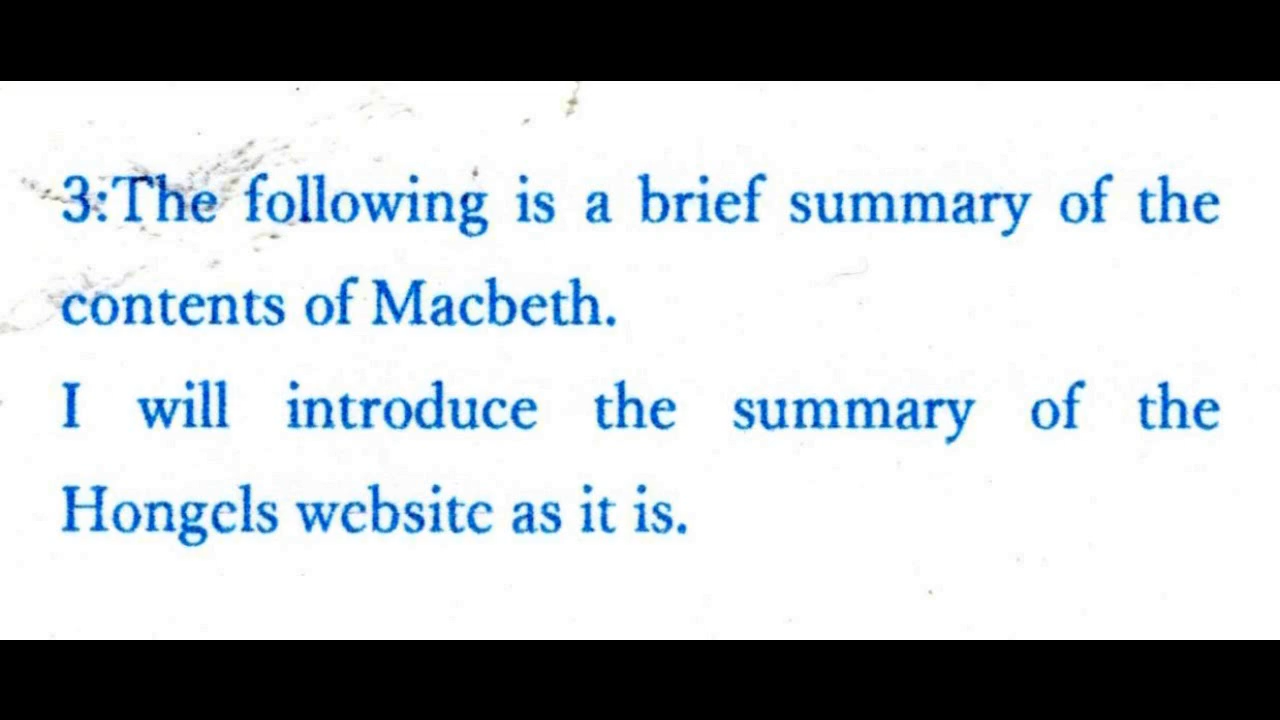 3:The following is a brief summary of the
contents of Macbeth.
I will introduce the summary of the
Hongels website as it is.